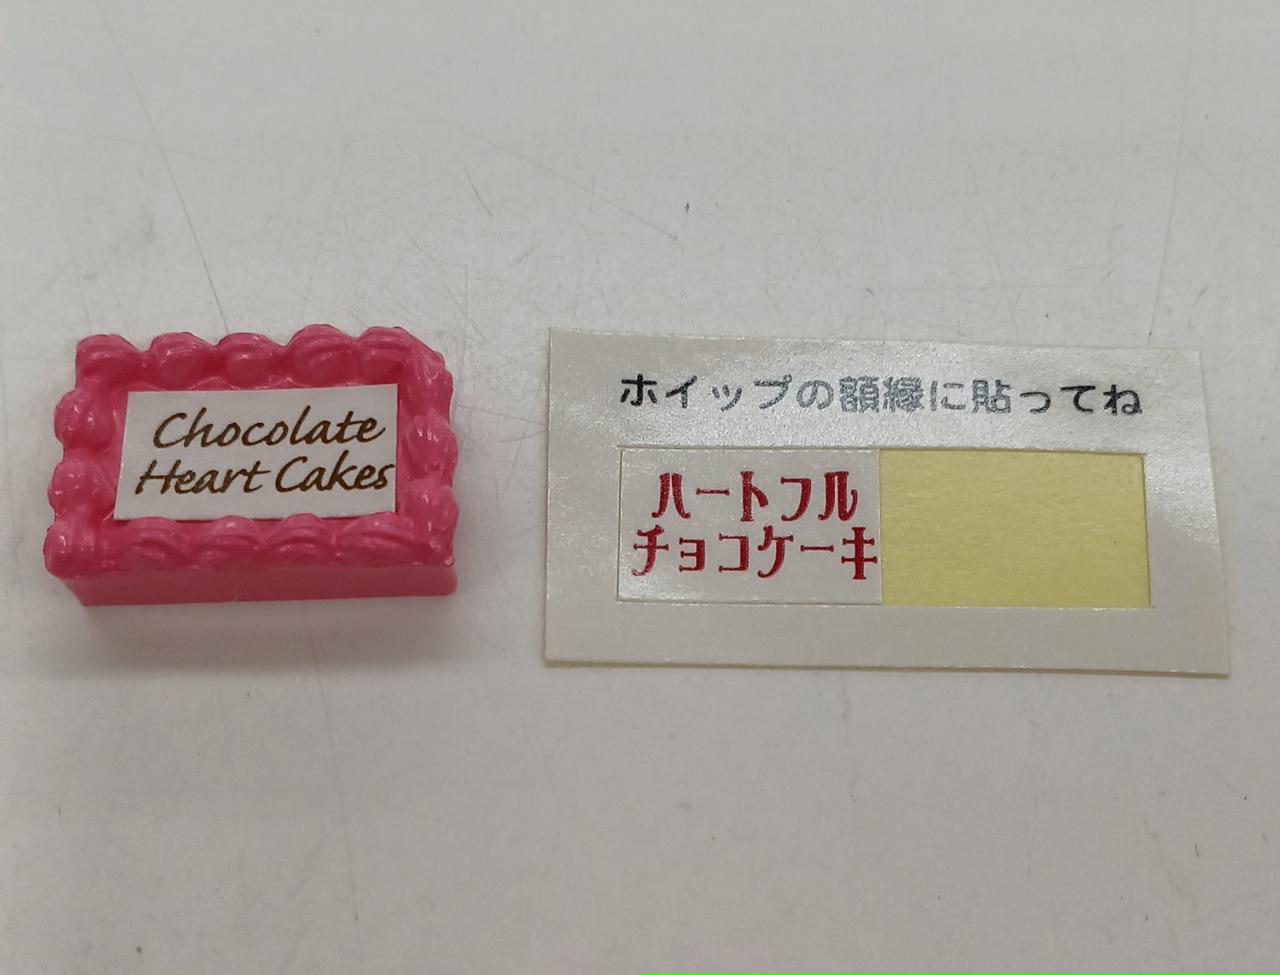 Chocolate
Heart Cakes
ホイップの額縁に貼ってね
ハートフル
チョコケーキ